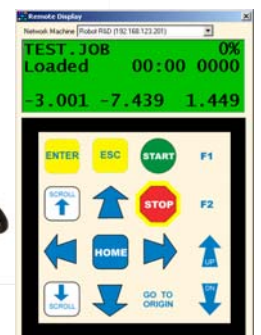 Remote Display
Network Machine Robot R&D (192.168.123.201)
TEST.JOB 0%
Loaded 00:00 0000
-3.001 -7.439 1.449
ENTER ESC START F1
SCROLL STOP F2
HOME UP
SCROLL GO TO ORIGIN DN